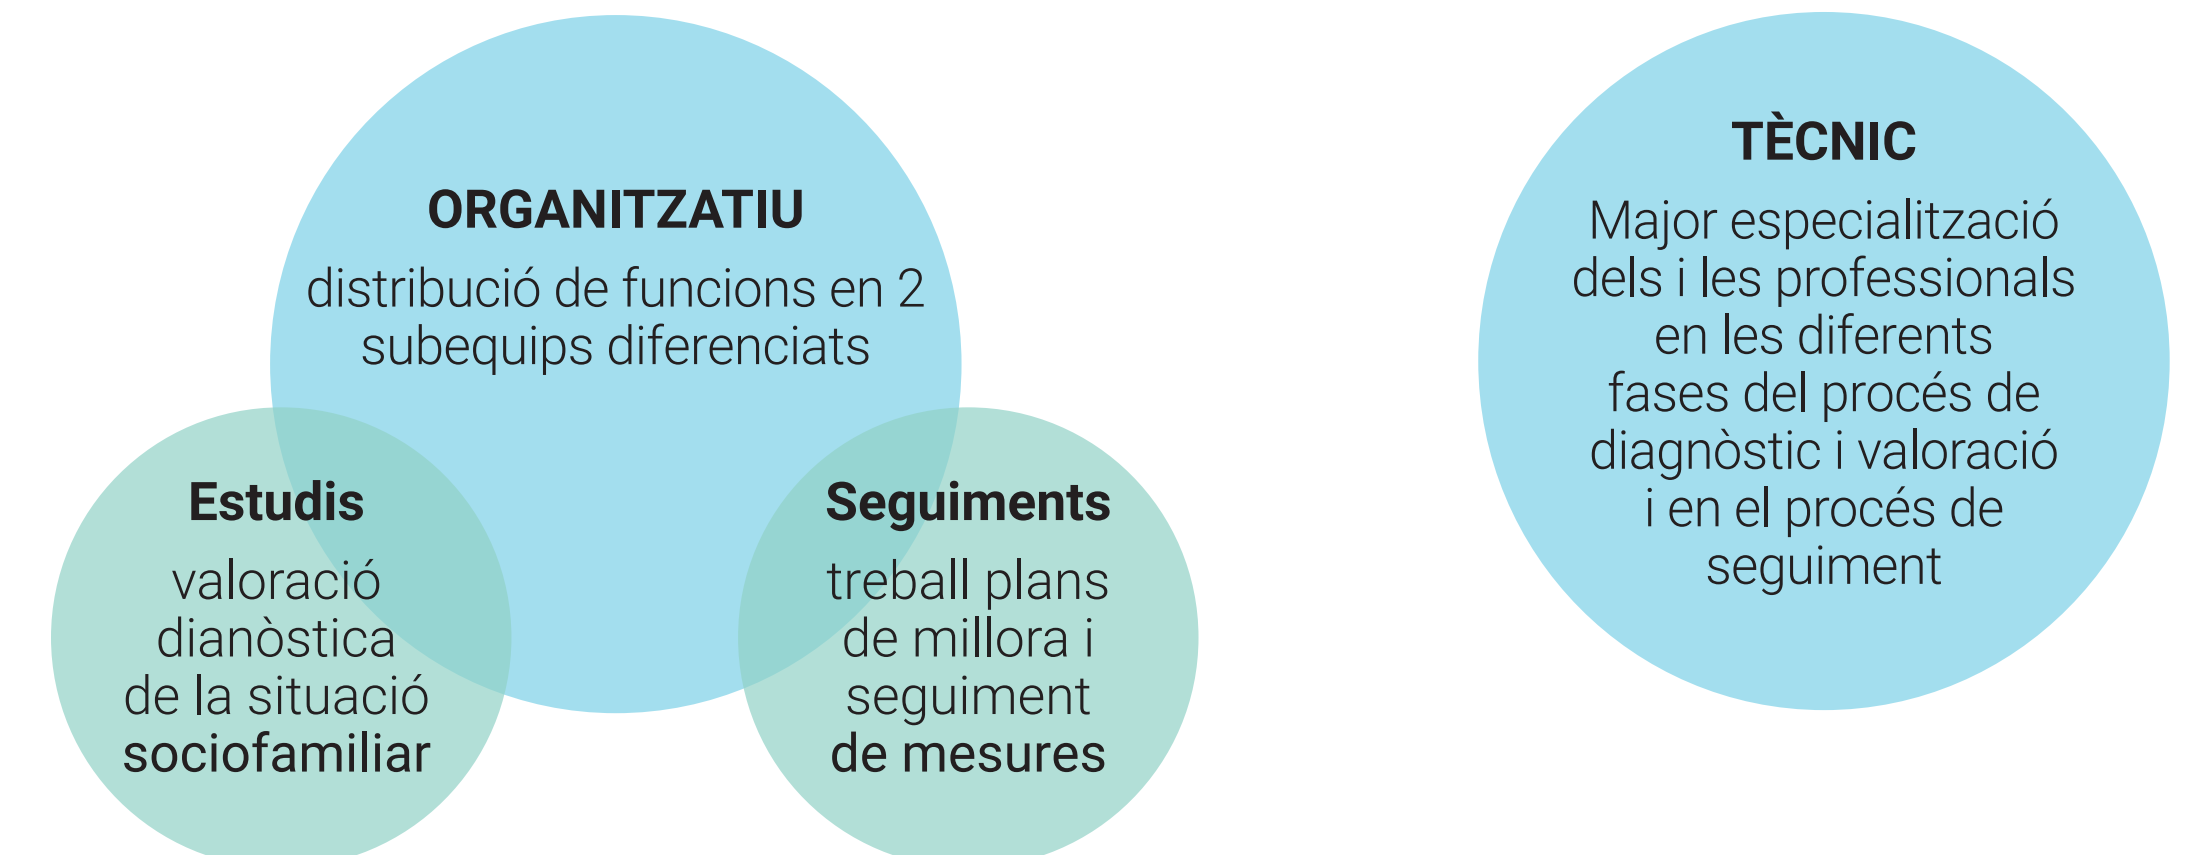 ORGANITZATIU
distribució de funcions en 2
subequips diferenciats
Estudis
valoració
dianòstica
de la situació
sociofamiliar
Seguiments
treball plans
de millora i
seguiment
de mesures
TÈCNIC
Major especialització
dels i les professionals
en les diferents
fases del procés de
diagnòstic i valoració
i en el procés de
seguiment